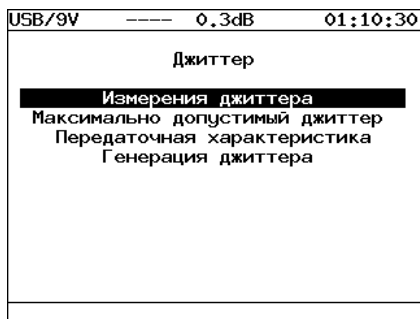 USB/9V ---- 0.3dB 01:10:30
Джиттер
Измерения джиттера
Максимально допустимый джиттер
Передаточная характеристика
Генерация джиттера